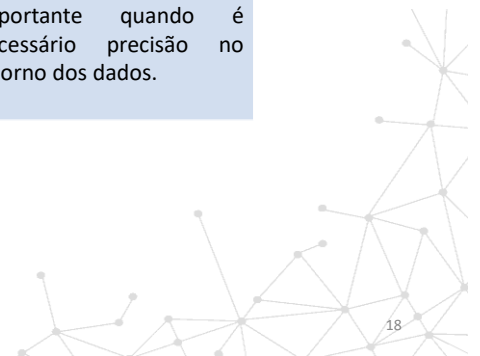 portante quando é
cessário precisão no
orno dos dados.
18